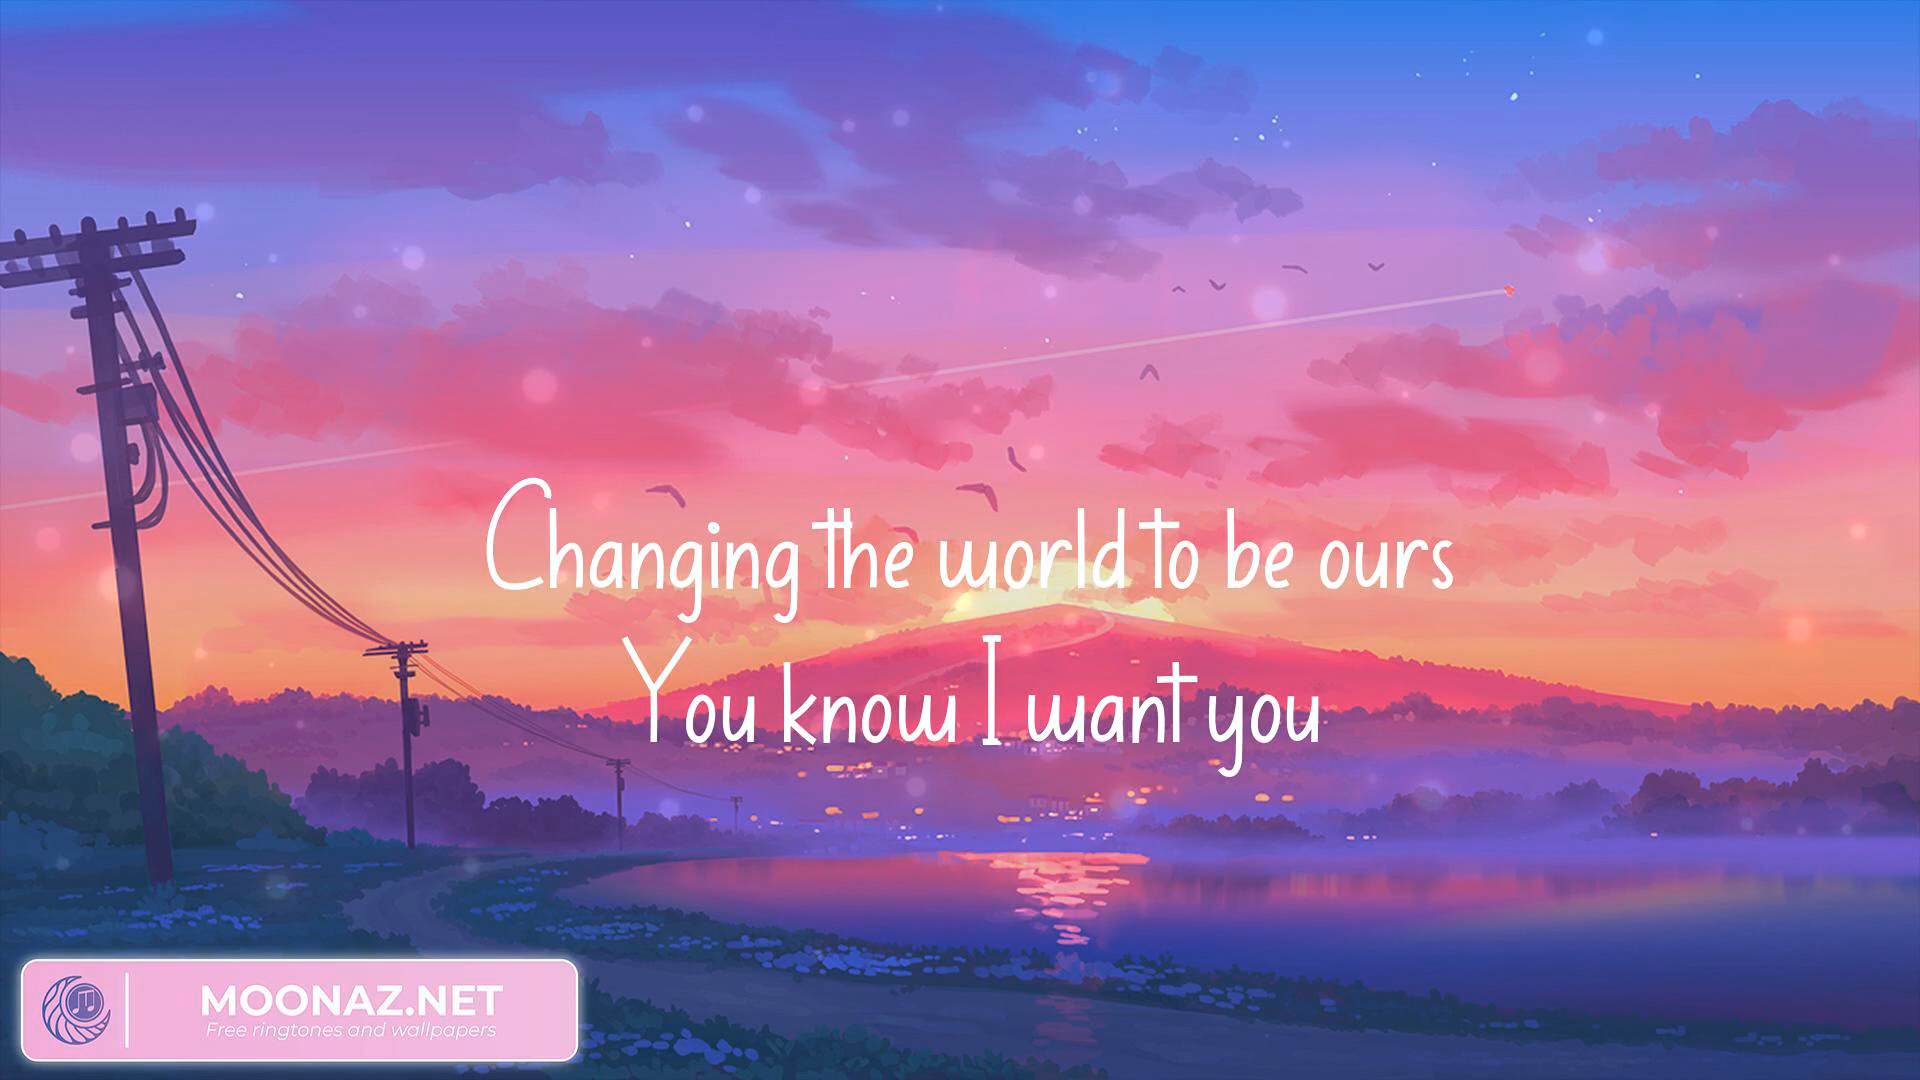 Changing the world to be ours
You know I want you
MOONAZ.NET
Free ringtones and wallpapers